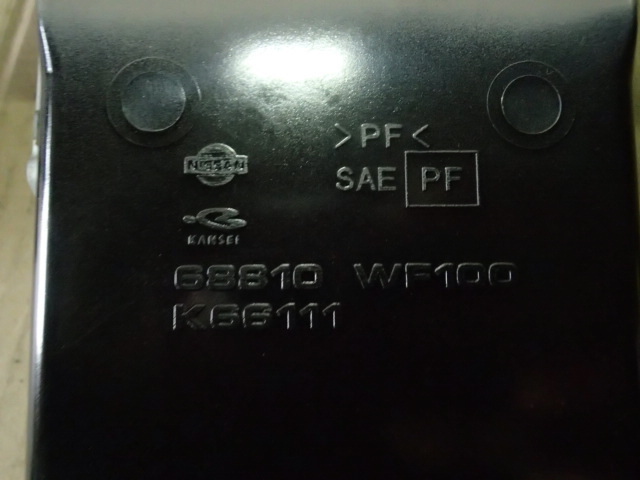 >PF<
NISSAN
SAE PF
KANSEI
68810 WF100
K66111